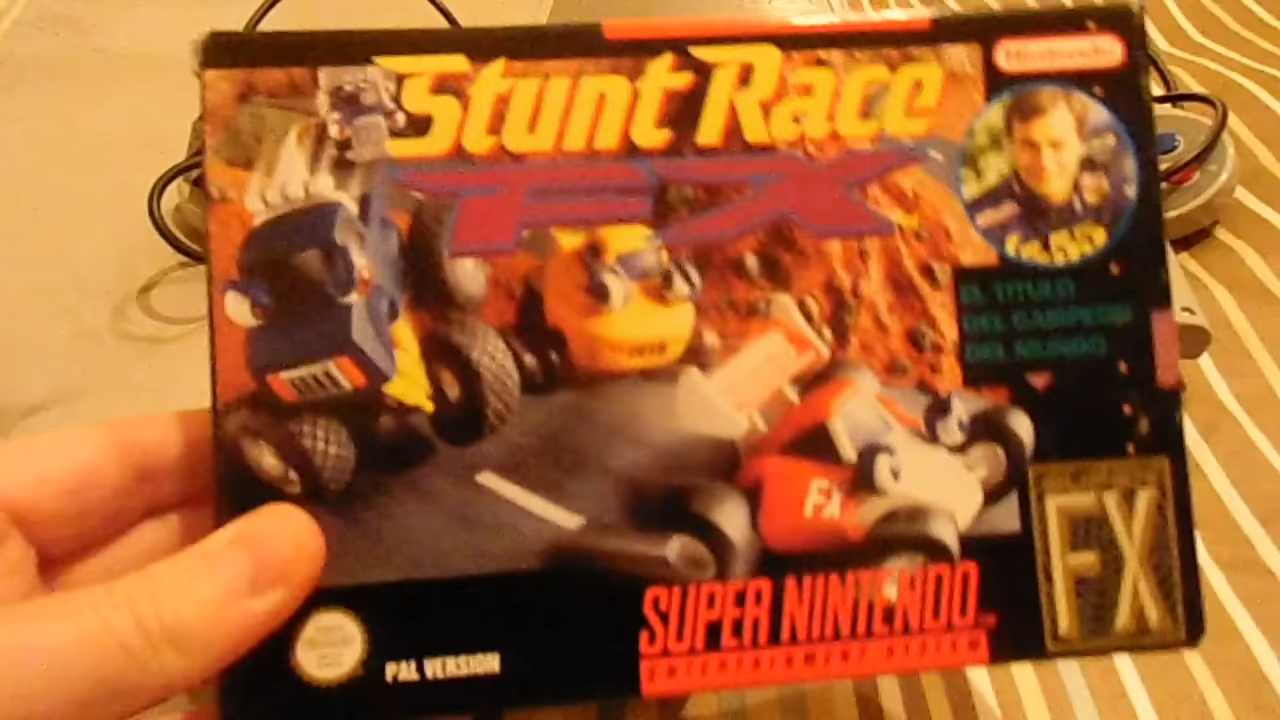 Stunt Race
FX
Nintendo
EL TITULO
DEL CAMPEON
DEL MUNDO
FX
FX
SUPER NINTENDO
ENTERTAINMENT SYSTEM
PAL VERSION